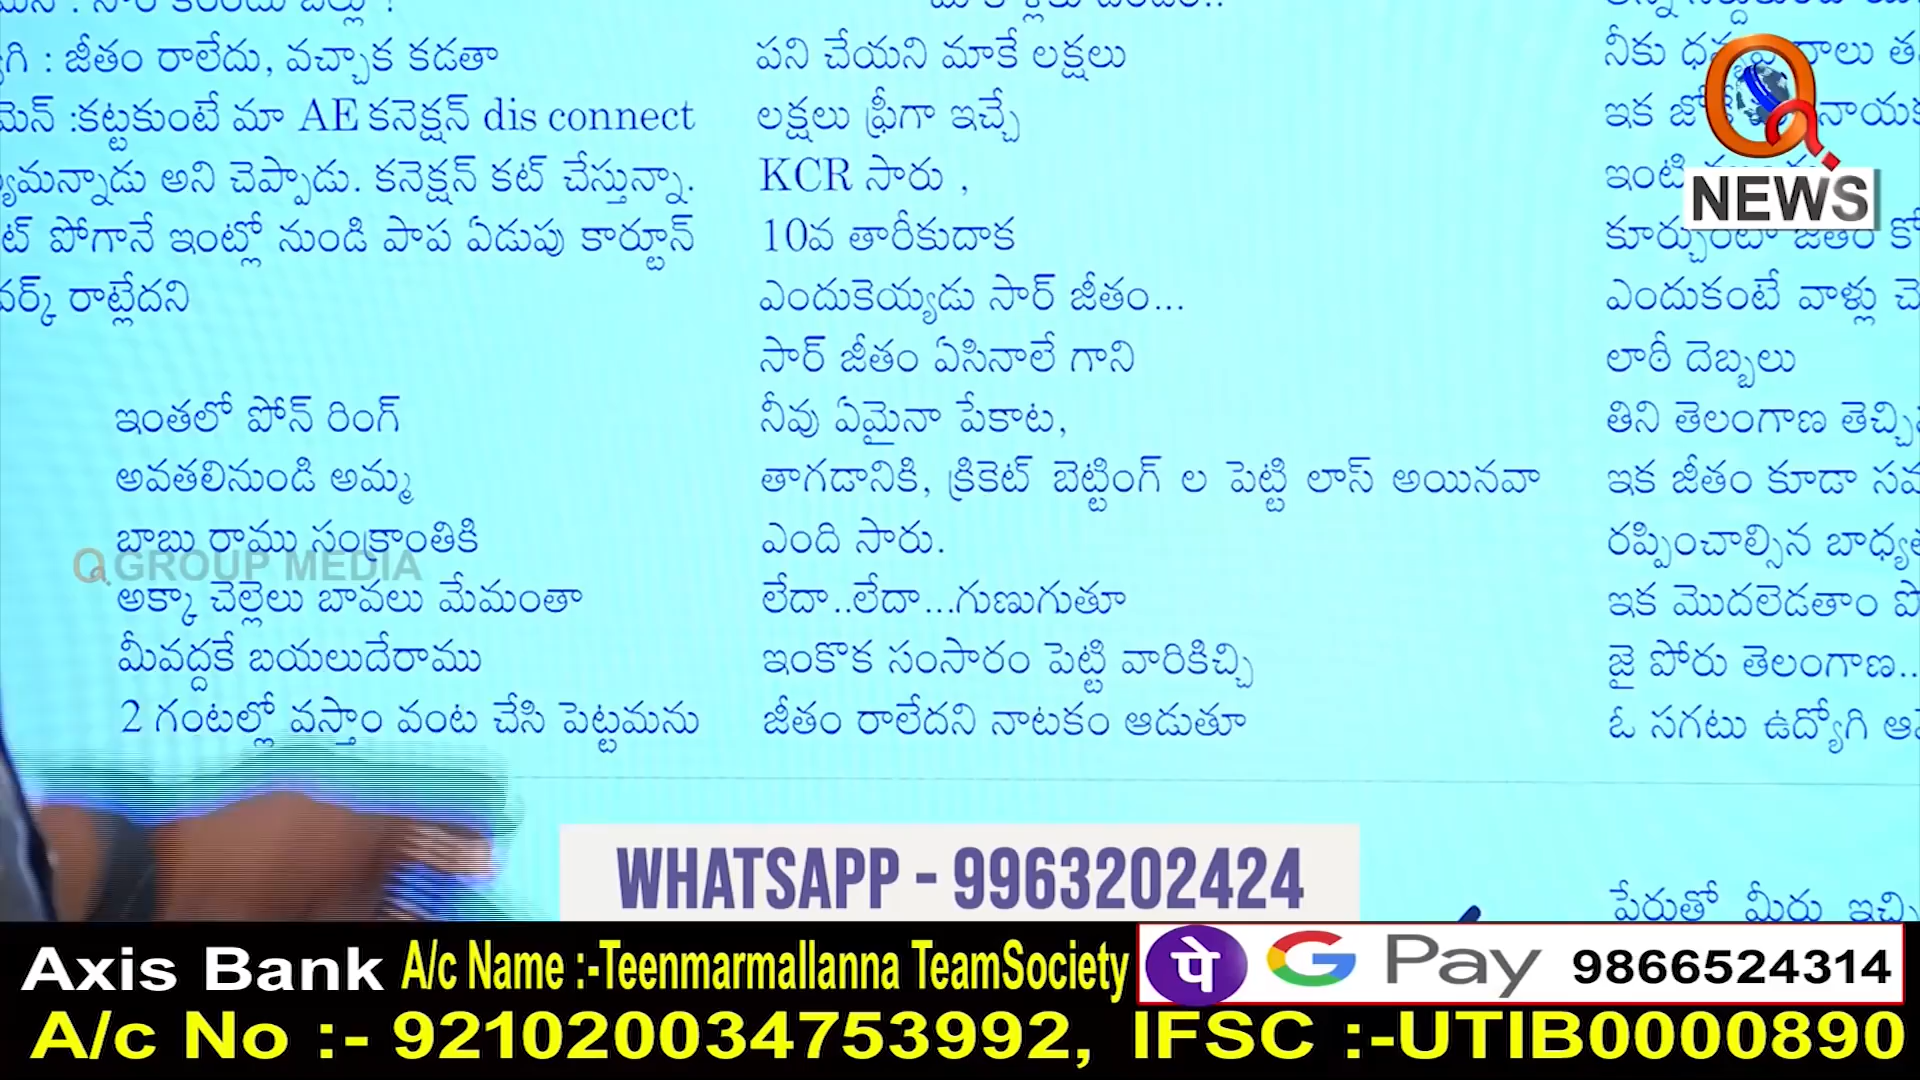 గి : జీతం రాలేదు, వచ్చాక కడతా
మెన్ :కట్టకుంటే మా AE కనెక్షన్ dis connect
మన్నాడు అని చెప్పాడు. కనెక్షన్ కట్ చేస్తున్నా.
ట్ పోగానే ఇంట్లో నుండి పాప ఏడుపు కార్టూన్
వర్క్ రాట్లేదని
ఇంతలో పోన్ రింగ్
అవతలినుండి అమ్మ
బాబు రాము సంక్రాంతికి
అక్కా చెల్లెలు బావలు మేమంతా
మీవద్దకే బయలుదేరాము
2 గంటల్లో వస్తాం వంట చేసి పెట్టమను
పని చేయని మాకే లక్షలు
లక్షలు ఫ్రీగా ఇచ్చే
KCR సారు ,
10వ తారీకుదాక
ఎందుకెయ్యడు సార్ జీతం...
సార్ జీతం ఏసినాలే గాని
నీవు ఏమైనా పేకాట,
తాగడానికి, క్రికెట్ బెట్టింగ్ ల పెట్టి లాస్ అయినవా
ఎంది సారు.
లేదా..లేదా...గుణుగుతూ
ఇంకొక సంసారం పెట్టి వారికిచ్చి
జీతం రాలేదని నాటకం ఆడుతూ
నీకు
ఇక
ఇంటి
కూర్చుంటా జీతం
ఎందుకంటే వాళ్లు
లాఠీ దెబ్బలు
తిని తెలంగాణ
ఇక జీతం కూడా
రప్పించాల్సిన
ఇక మొదలెడతాం
జై పోరు తెలంగాణ..
ఓ సగటు ఉద్యోగి
పేరుతో మీరు
Q NEWS
Q GROUP MEDIA
WHATSAPP - 9963202424
Axis Bank A/c Name :-Teenmarmallanna TeamSociety
पे G Pay 9866524314
A/c No :- 921020034753992, IFSC :-UTIB0000890